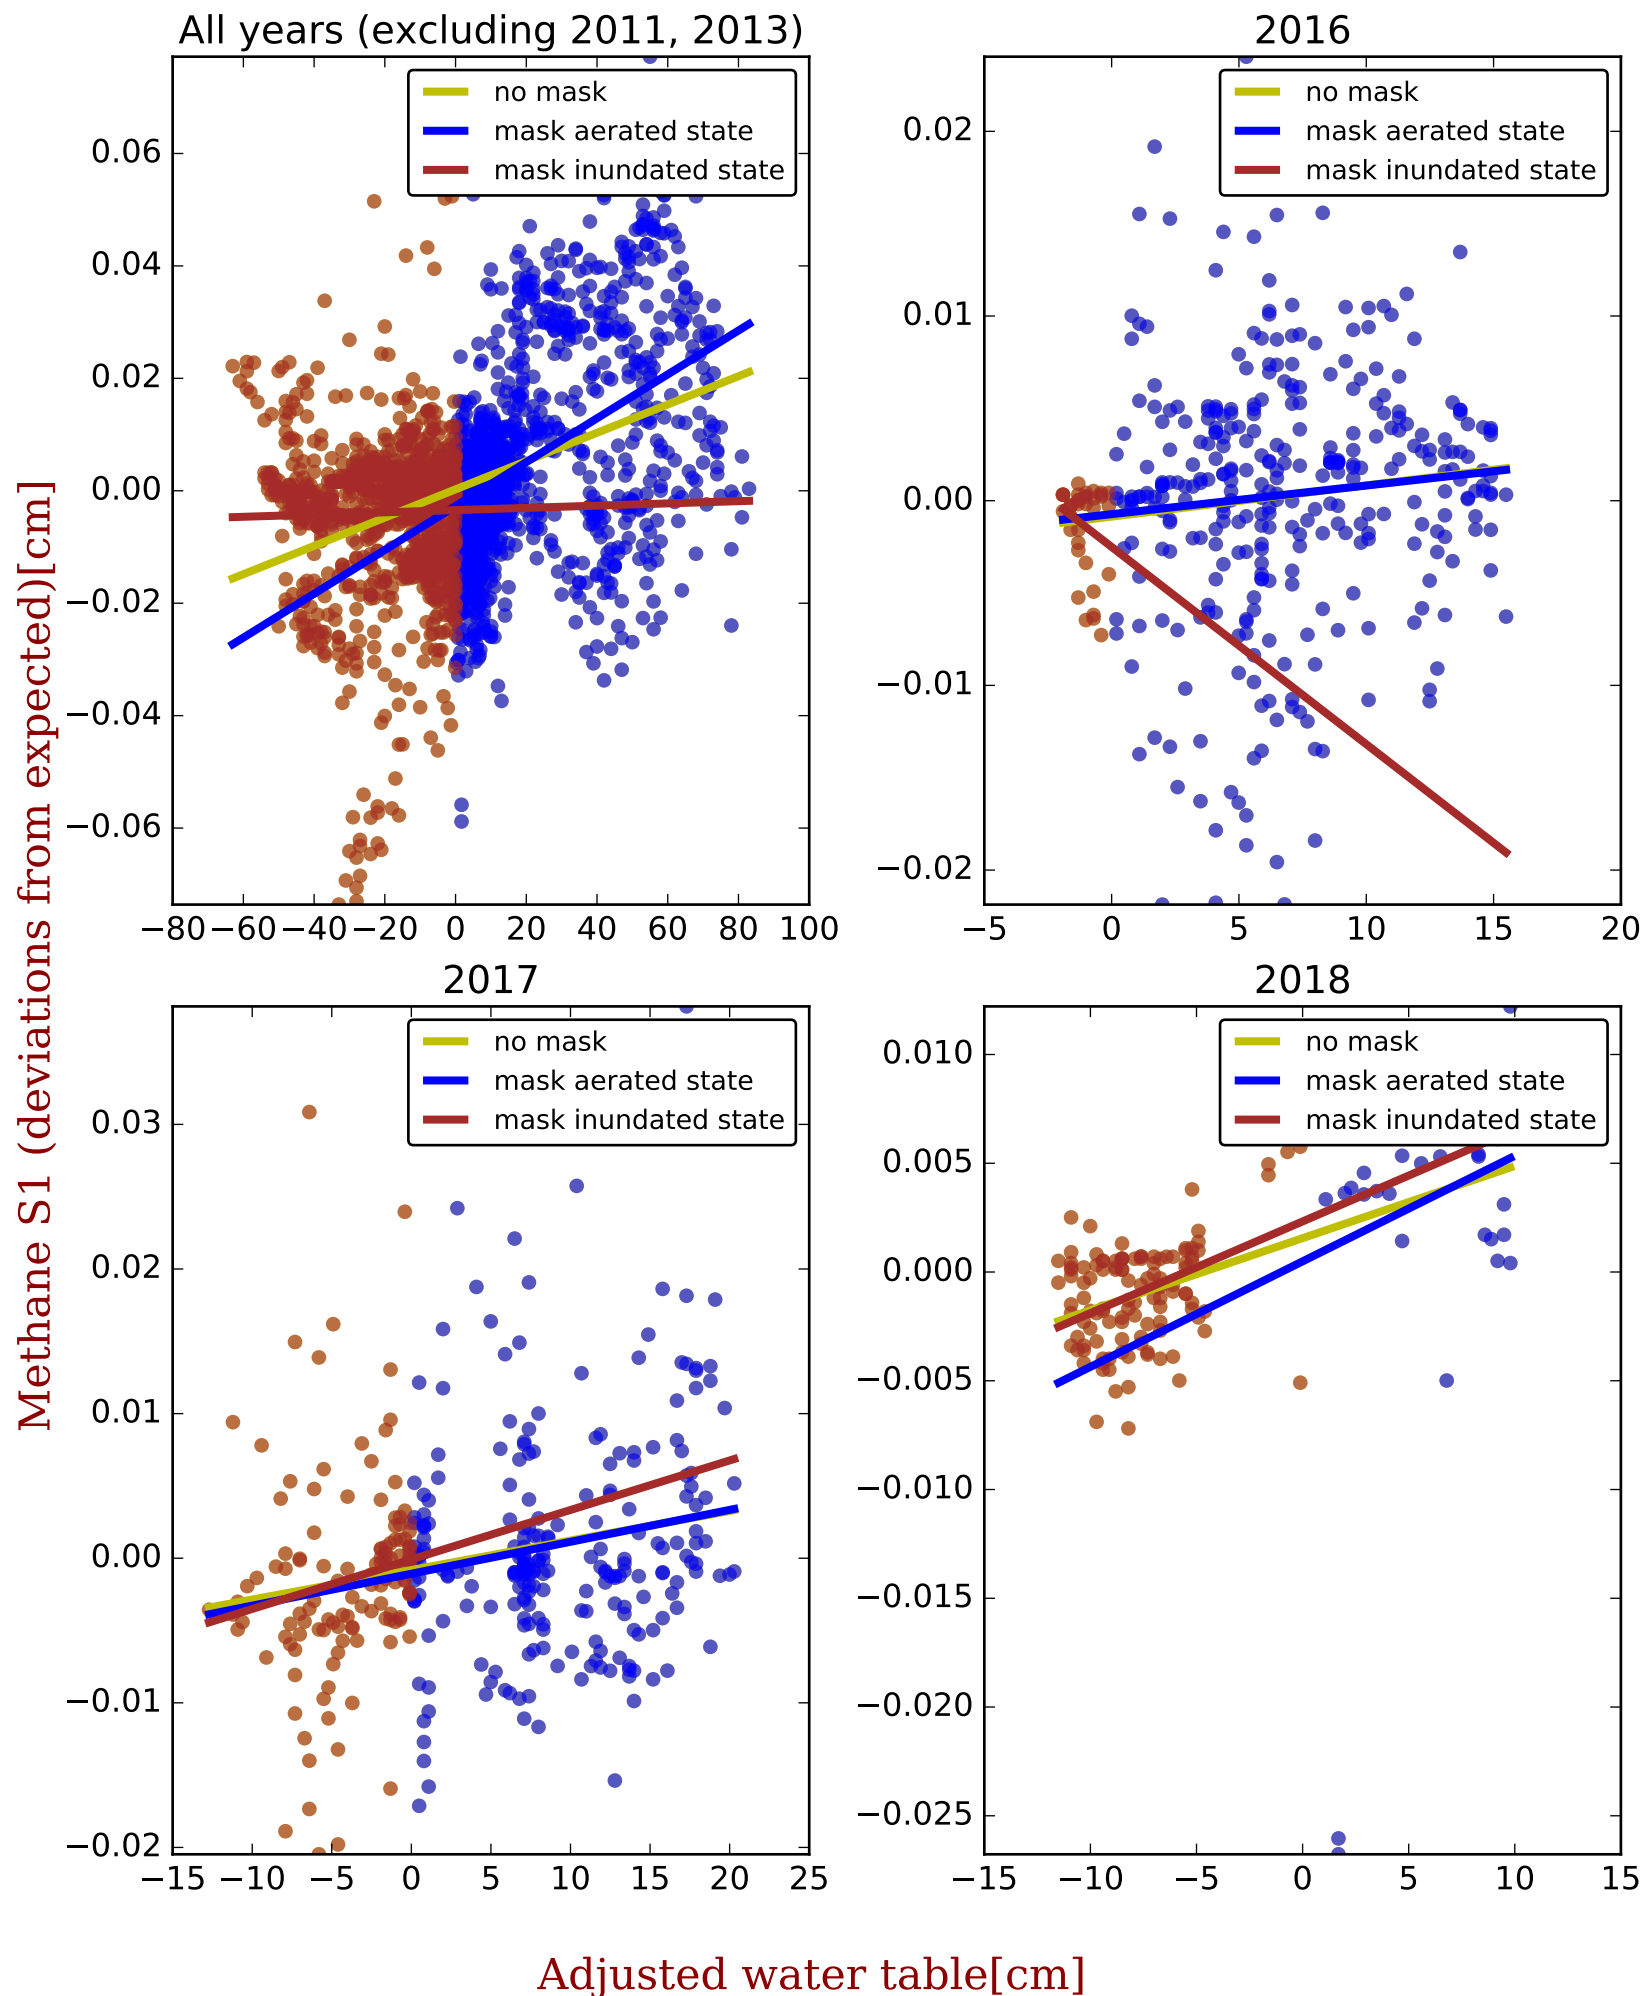 All years (excluding 2011, 2013)
no mask
mask aerated state
mask inundated state
0.06
0.04
0.02
0.00
−0.02
−0.04
−0.06
−80 −60 −40 −20 0 20 40 60 80 100
2016
no mask
mask aerated state
mask inundated state
0.02
0.01
0.00
−0.01
−0.02
−5 0 5 10 15 20
Methane S1 (deviations from expected)[cm]
2017
no mask
mask aerated state
mask inundated state
0.03
0.02
0.01
0.00
−0.01
−0.02
−15 −10 −5 0 5 10 15 20 25
2018
no mask
mask aerated state
mask inundated state
0.010
0.005
0.000
−0.005
−0.010
−0.015
−0.020
−0.025
−15 −10 −5 0 5 10 15
Adjusted water table[cm]